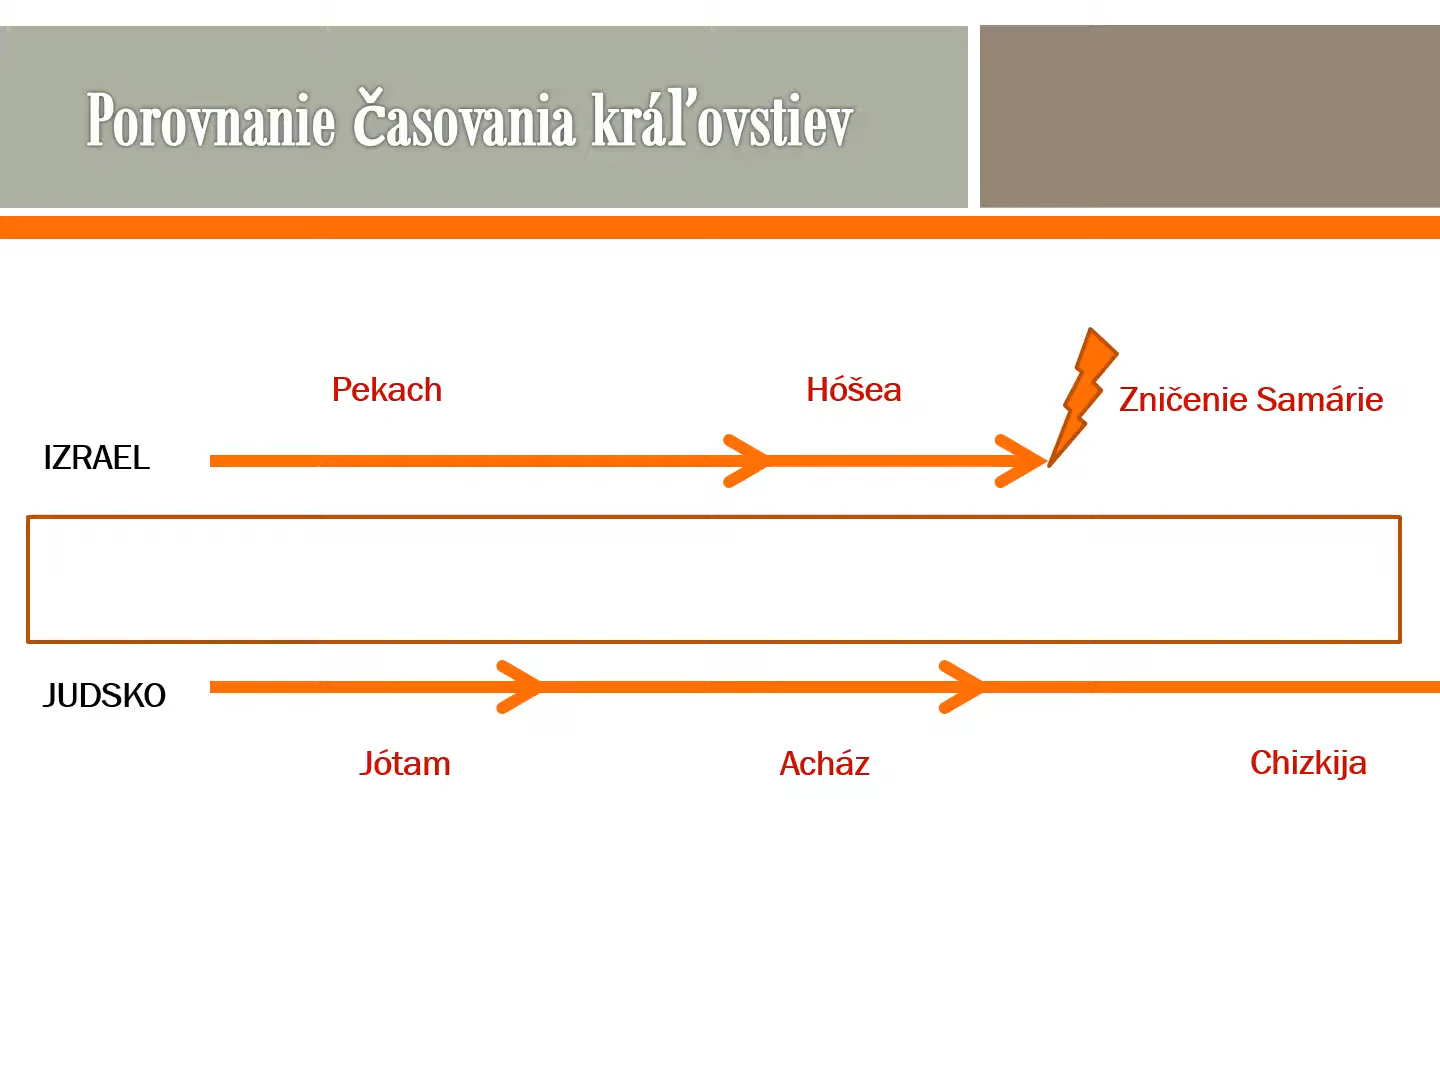 Porovnanie Časovania kráľovstiev
Pekach
Hóšea
Zničenie Samárie
IZRAEL
JUDSKO
Jótam
Acház
Chizkija